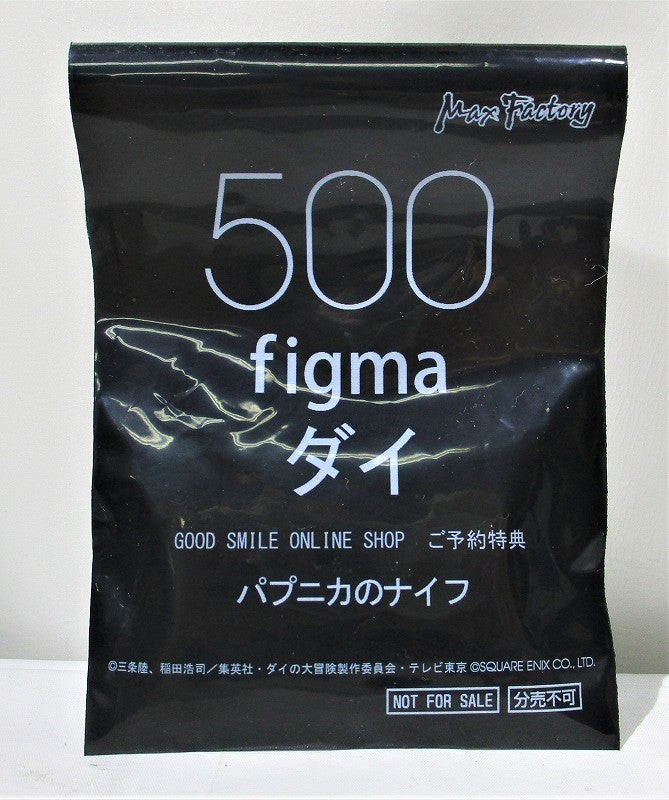 Max Factory
500
figma
ダイ
GOOD SMILE ONLINE SHOP ご予約特典
パプニカのナイフ
©三条陸、稲田浩司／集英社・ダイの大冒険製作委員会・テレビ東京 ©SQUARE ENIX CO., LTD.
NOT FOR SALE 分売不可